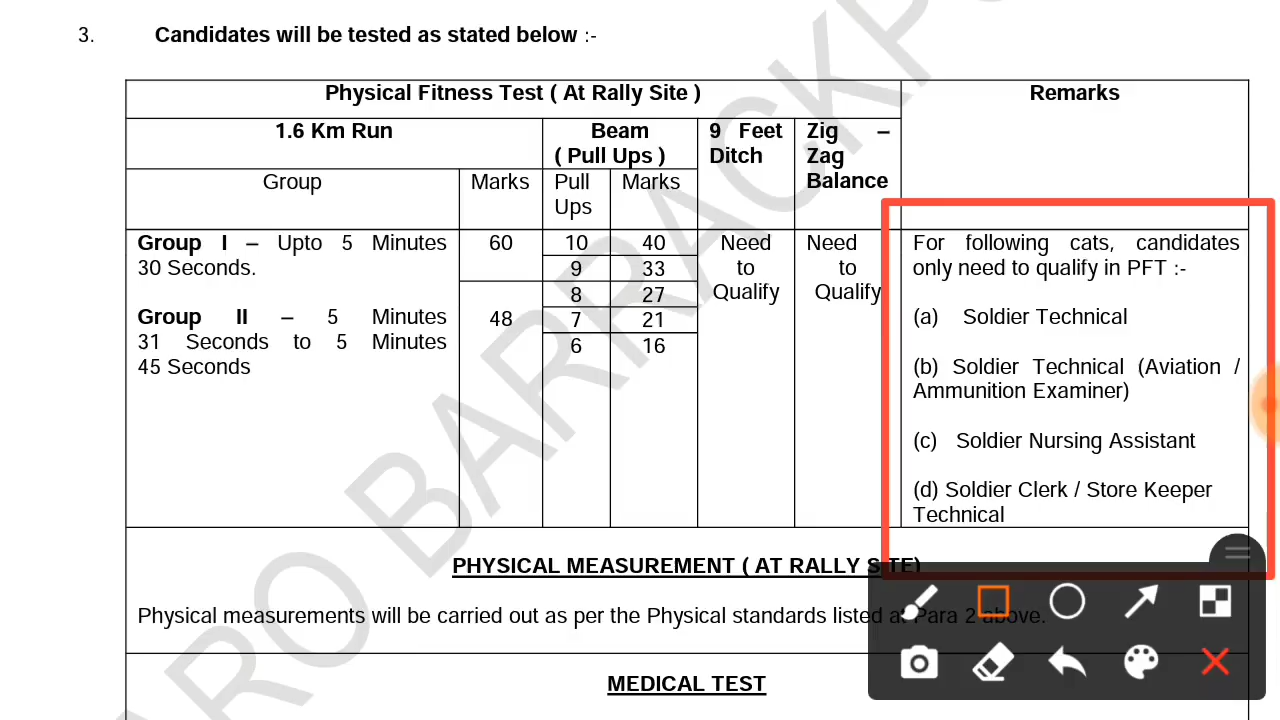 3. Candidates will be tested as stated below :-
Physical Fitness Test ( At Rally Site )
Remarks
1.6 Km Run
Beam
( Pull Ups )
9 Feet
Ditch
Zig –
Zag
Balance
Group
Marks
Pull
Ups
Marks
Group I – Upto 5 Minutes
30 Seconds.
60
10 40
9 33
Group II – 5 Minutes
31 Seconds to 5 Minutes
45 Seconds
48
8 27
7 21
6 16
Need
to
Qualify
Need
to
Qualify
For following cats, candidates
only need to qualify in PFT :-
(a) Soldier Technical
(b) Soldier Technical (Aviation /
Ammunition Examiner)
(c) Soldier Nursing Assistant
(d) Soldier Clerk / Store Keeper
Technical
PHYSICAL MEASUREMENT ( AT RALLY SITE)
Physical measurements will be carried out as per the Physical standards listed at Para 2 above.
MEDICAL TEST
ARO BARRACKPO